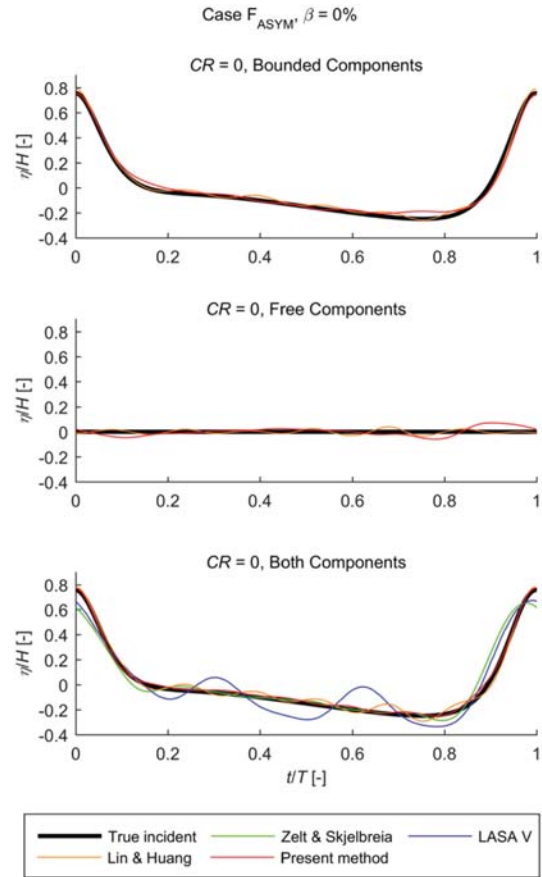 Case F_ASYM, β = 0%
CR = 0, Bounded Components
0.8
0.6
0.4
0.2
0
-0.2
-0.4
η/H [-]
0 0.2 0.4 0.6 0.8 1
CR = 0, Free Components
0.8
0.6
0.4
0.2
0
-0.2
-0.4
η/H [-]
0 0.2 0.4 0.6 0.8 1
CR = 0, Both Components
0.8
0.6
0.4
0.2
0
-0.2
-0.4
η/H [-]
0 0.2 0.4 0.6 0.8 1
t/T [-]
True incident Zelt & Skjelbreia LASA V
Lin & Huang Present method